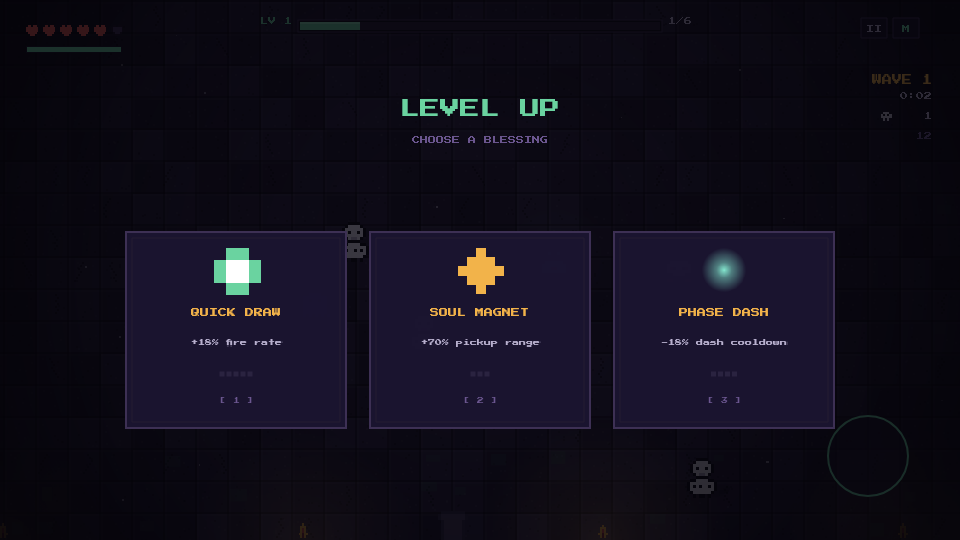 LV 1
1/6
II
M
WAVE 1
0:02
1
12
LEVEL UP
CHOOSE A BLESSING
QUICK DRAW
+18% fire rate
[ 1 ]
SOUL MAGNET
+70% pickup range
[ 2 ]
PHASE DASH
-18% dash cooldown
[ 3 ]